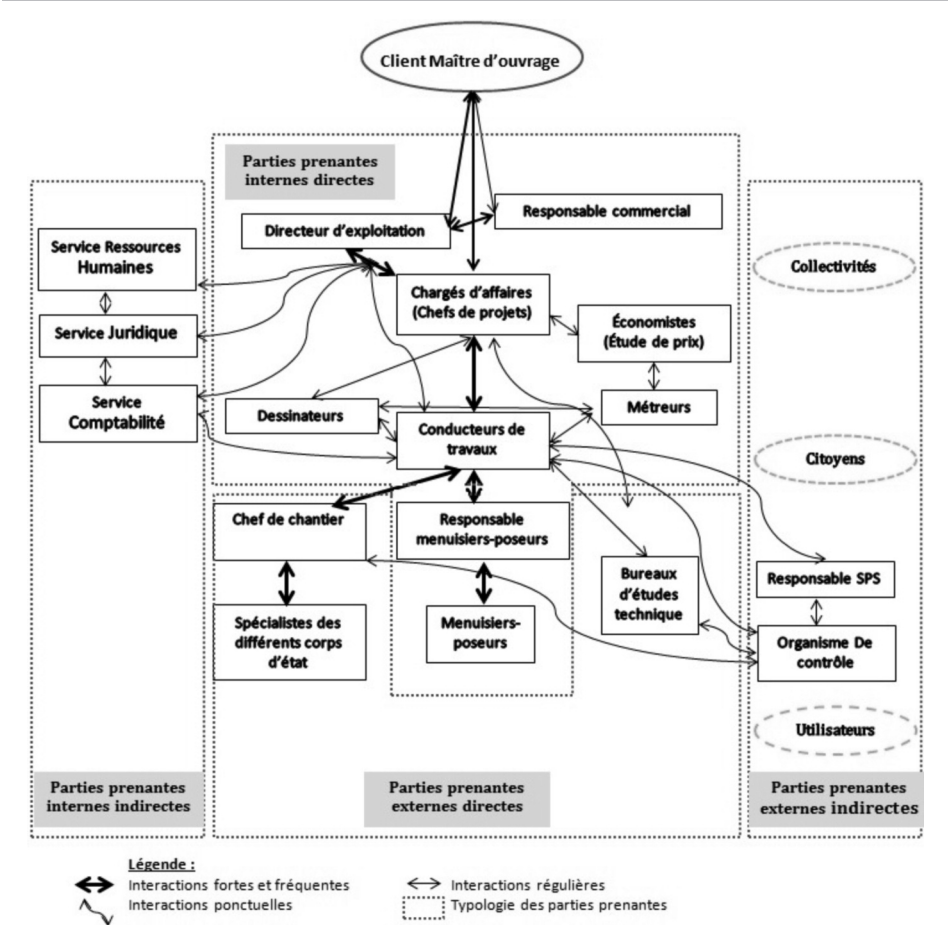 Client Maître d'ouvrage
Parties prenantes
internes directes
Responsable commercial
Directeur d'exploitation
Service Ressources
Humaines
Collectivités
Chargés d'affaires
(Chefs de projets)
Économistes
(Étude de prix)
Service Juridique
Service
Comptabilité
Dessinateurs
Métreurs
Conducteurs de
travaux
Citoyens
Chef de chantier
Responsable
menuisiers-poseurs
Bureaux
d'études
technique
Responsable SPS
Spécialistes des
différents corps
d'état
Menuisiers-
poseurs
Organisme De
contrôle
Utilisateurs
Parties prenantes
internes indirectes
Parties prenantes
externes directes
Parties prenantes
externes indirectes
Légende :
Interactions fortes et fréquentes
Interactions régulières
Interactions ponctuelles
Typologie des parties prenantes